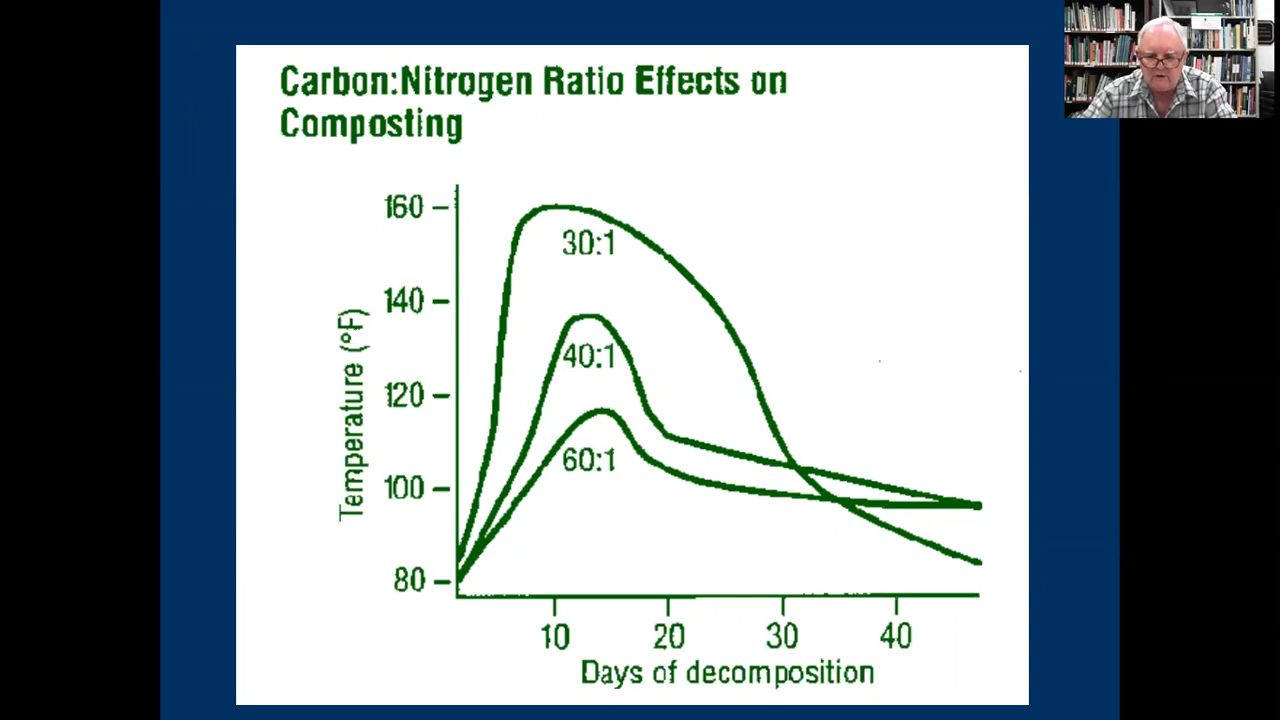 Carbon:Nitrogen Ratio Effects on
Composting
160
30:1
140
40:1
120
60:1
100
80
Temperature (°F)
10 20 30 40
Days of decomposition